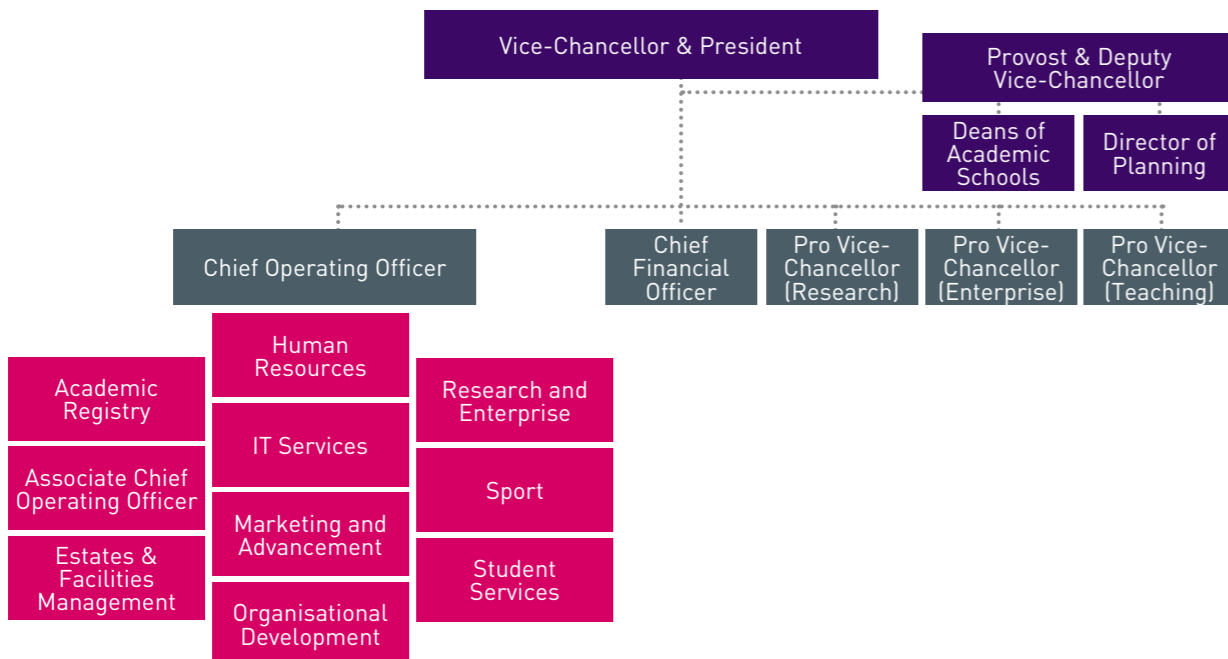 Vice-Chancellor & President
Provost & Deputy
Vice-Chancellor
Deans of
Academic
Schools
Director of
Planning
Chief Operating Officer
Chief
Financial
Officer
Pro Vice-
Chancellor
(Research)
Pro Vice-
Chancellor
(Enterprise)
Pro Vice-
Chancellor
(Teaching)
Academic
Registry
Associate Chief
Operating Officer
Estates &
Facilities
Management
Human
Resources
IT Services
Marketing and
Advancement
Organisational
Development
Research and
Enterprise
Sport
Student
Services